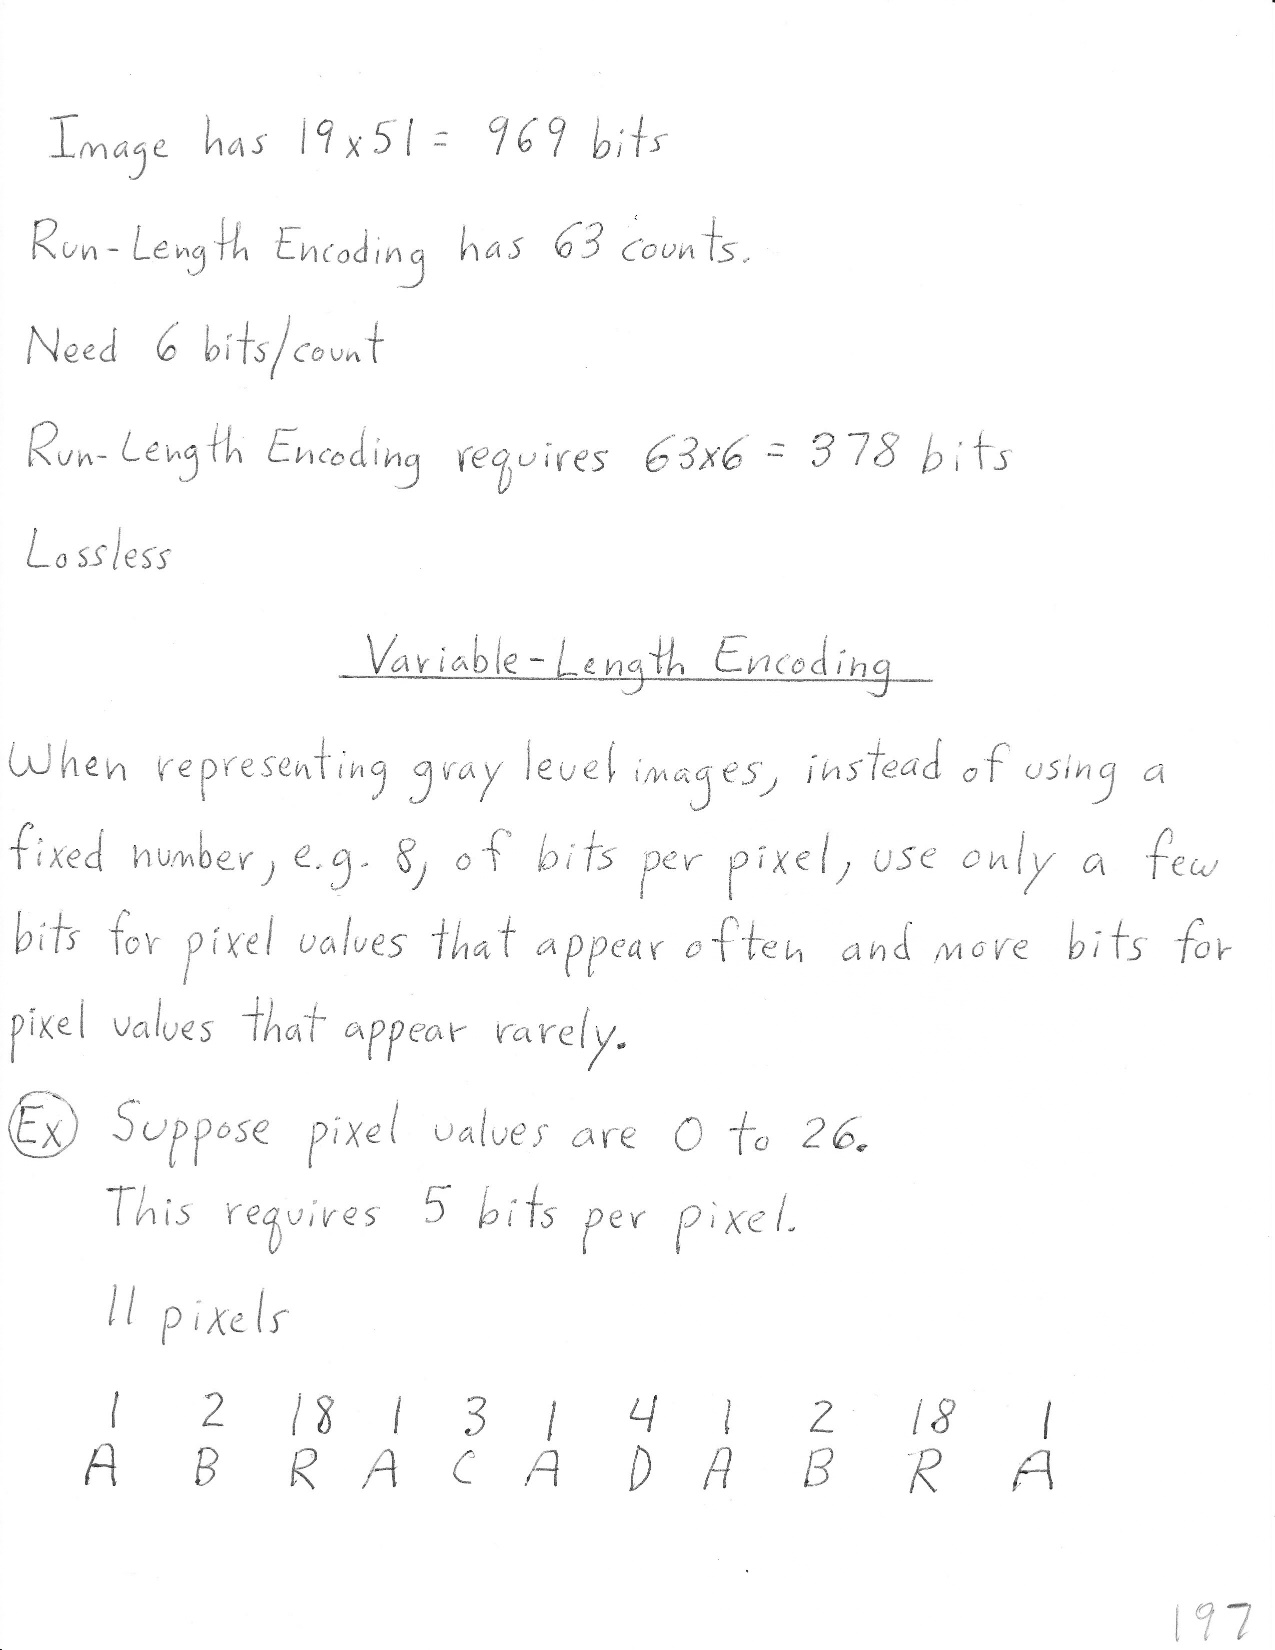 Image has 19x51 = 969 bits
Run-Length Encoding has 63 counts.
Need 6 bits/count
Run-Length Encoding requires 63x6 = 378 bits
Lossless
Variable-Length Encoding
When representing gray level images, instead of using a
fixed number, e.g. 8, of bits per pixel, use only a few
bits for pixel values that appear often and more bits for
pixel values that appear rarely.
Ex Suppose pixel values are 0 to 26.
This requires 5 bits per pixel.
11 pixels
1 2 18 1 3 1 4 1 2 18 1
A B R A C A D A B R A
197